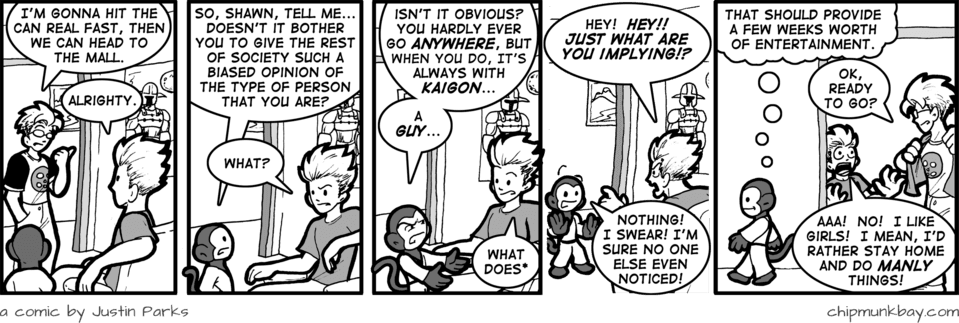 I'M GONNA HIT THE
CAN REAL FAST, THEN
WE CAN HEAD TO
THE MALL.
ALRIGHTY.
SO, SHAWN, TELL ME...
DOESN'T IT BOTHER
YOU TO GIVE THE REST
OF SOCIETY SUCH A
BIASED OPINION OF
THE TYPE OF PERSON
THAT YOU ARE?
WHAT?
ISN'T IT OBVIOUS?
YOU HARDLY EVER
GO ANYWHERE, BUT
WHEN YOU DO, IT'S
ALWAYS WITH
KAIGON...
A
GUY...
WHAT
DOES*
HEY! HEY!!
JUST WHAT ARE
YOU IMPLYING!?
NOTHING!
I SWEAR! I'M
SURE NO ONE
ELSE EVEN
NOTICED!
THAT SHOULD PROVIDE
A FEW WEEKS WORTH
OF ENTERTAINMENT.
OK,
READY
TO GO?
AAA! NO! I LIKE
GIRLS! I MEAN, I'D
RATHER STAY HOME
AND DO MANLY
THINGS!
a comic by Justin Parks
chipmunkbay.com